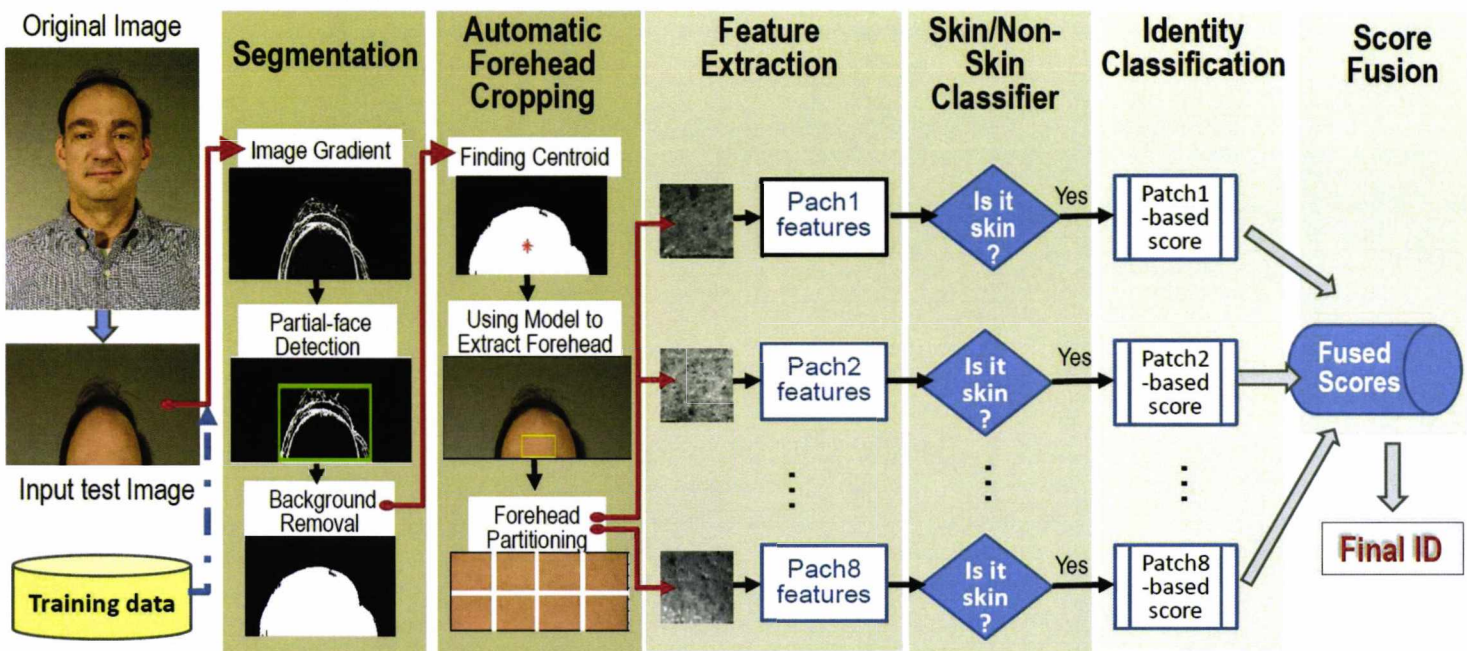 Original Image
Input test Image
Training data
Segmentation
Image Gradient
Partial-face
Detection
Background
Removal
Automatic
Forehead
Cropping
Finding Centroid
Using Model to
Extract Forehead
Forehead
Partitioning
Feature
Extraction
Pach1
features
Pach2
features
Pach8
features
Skin/Non-
Skin
Classifier
Is it
skin
?
Yes
Is it
skin
?
Yes
Is it
skin
?
Yes
Identity
Classification
Patch1
-based
score
Patch2
-based
score
Patch8
-based
score
Score
Fusion
Fused
Scores
Final ID